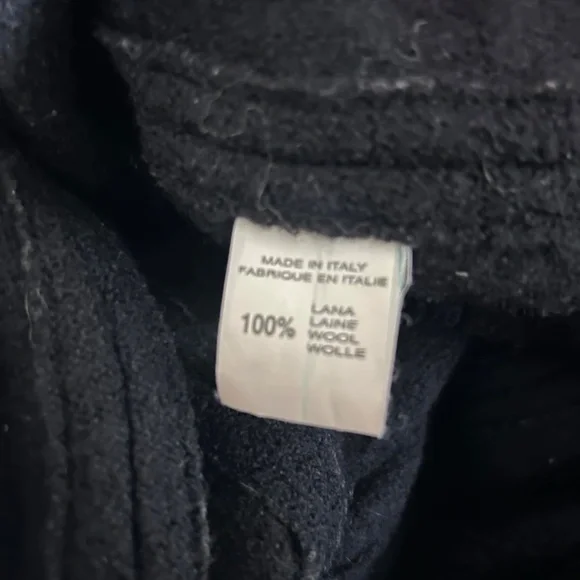 MADE IN ITALY
FABRIQUE EN ITALIE
100%
LANA
LAINE
WOOL
WOLLE